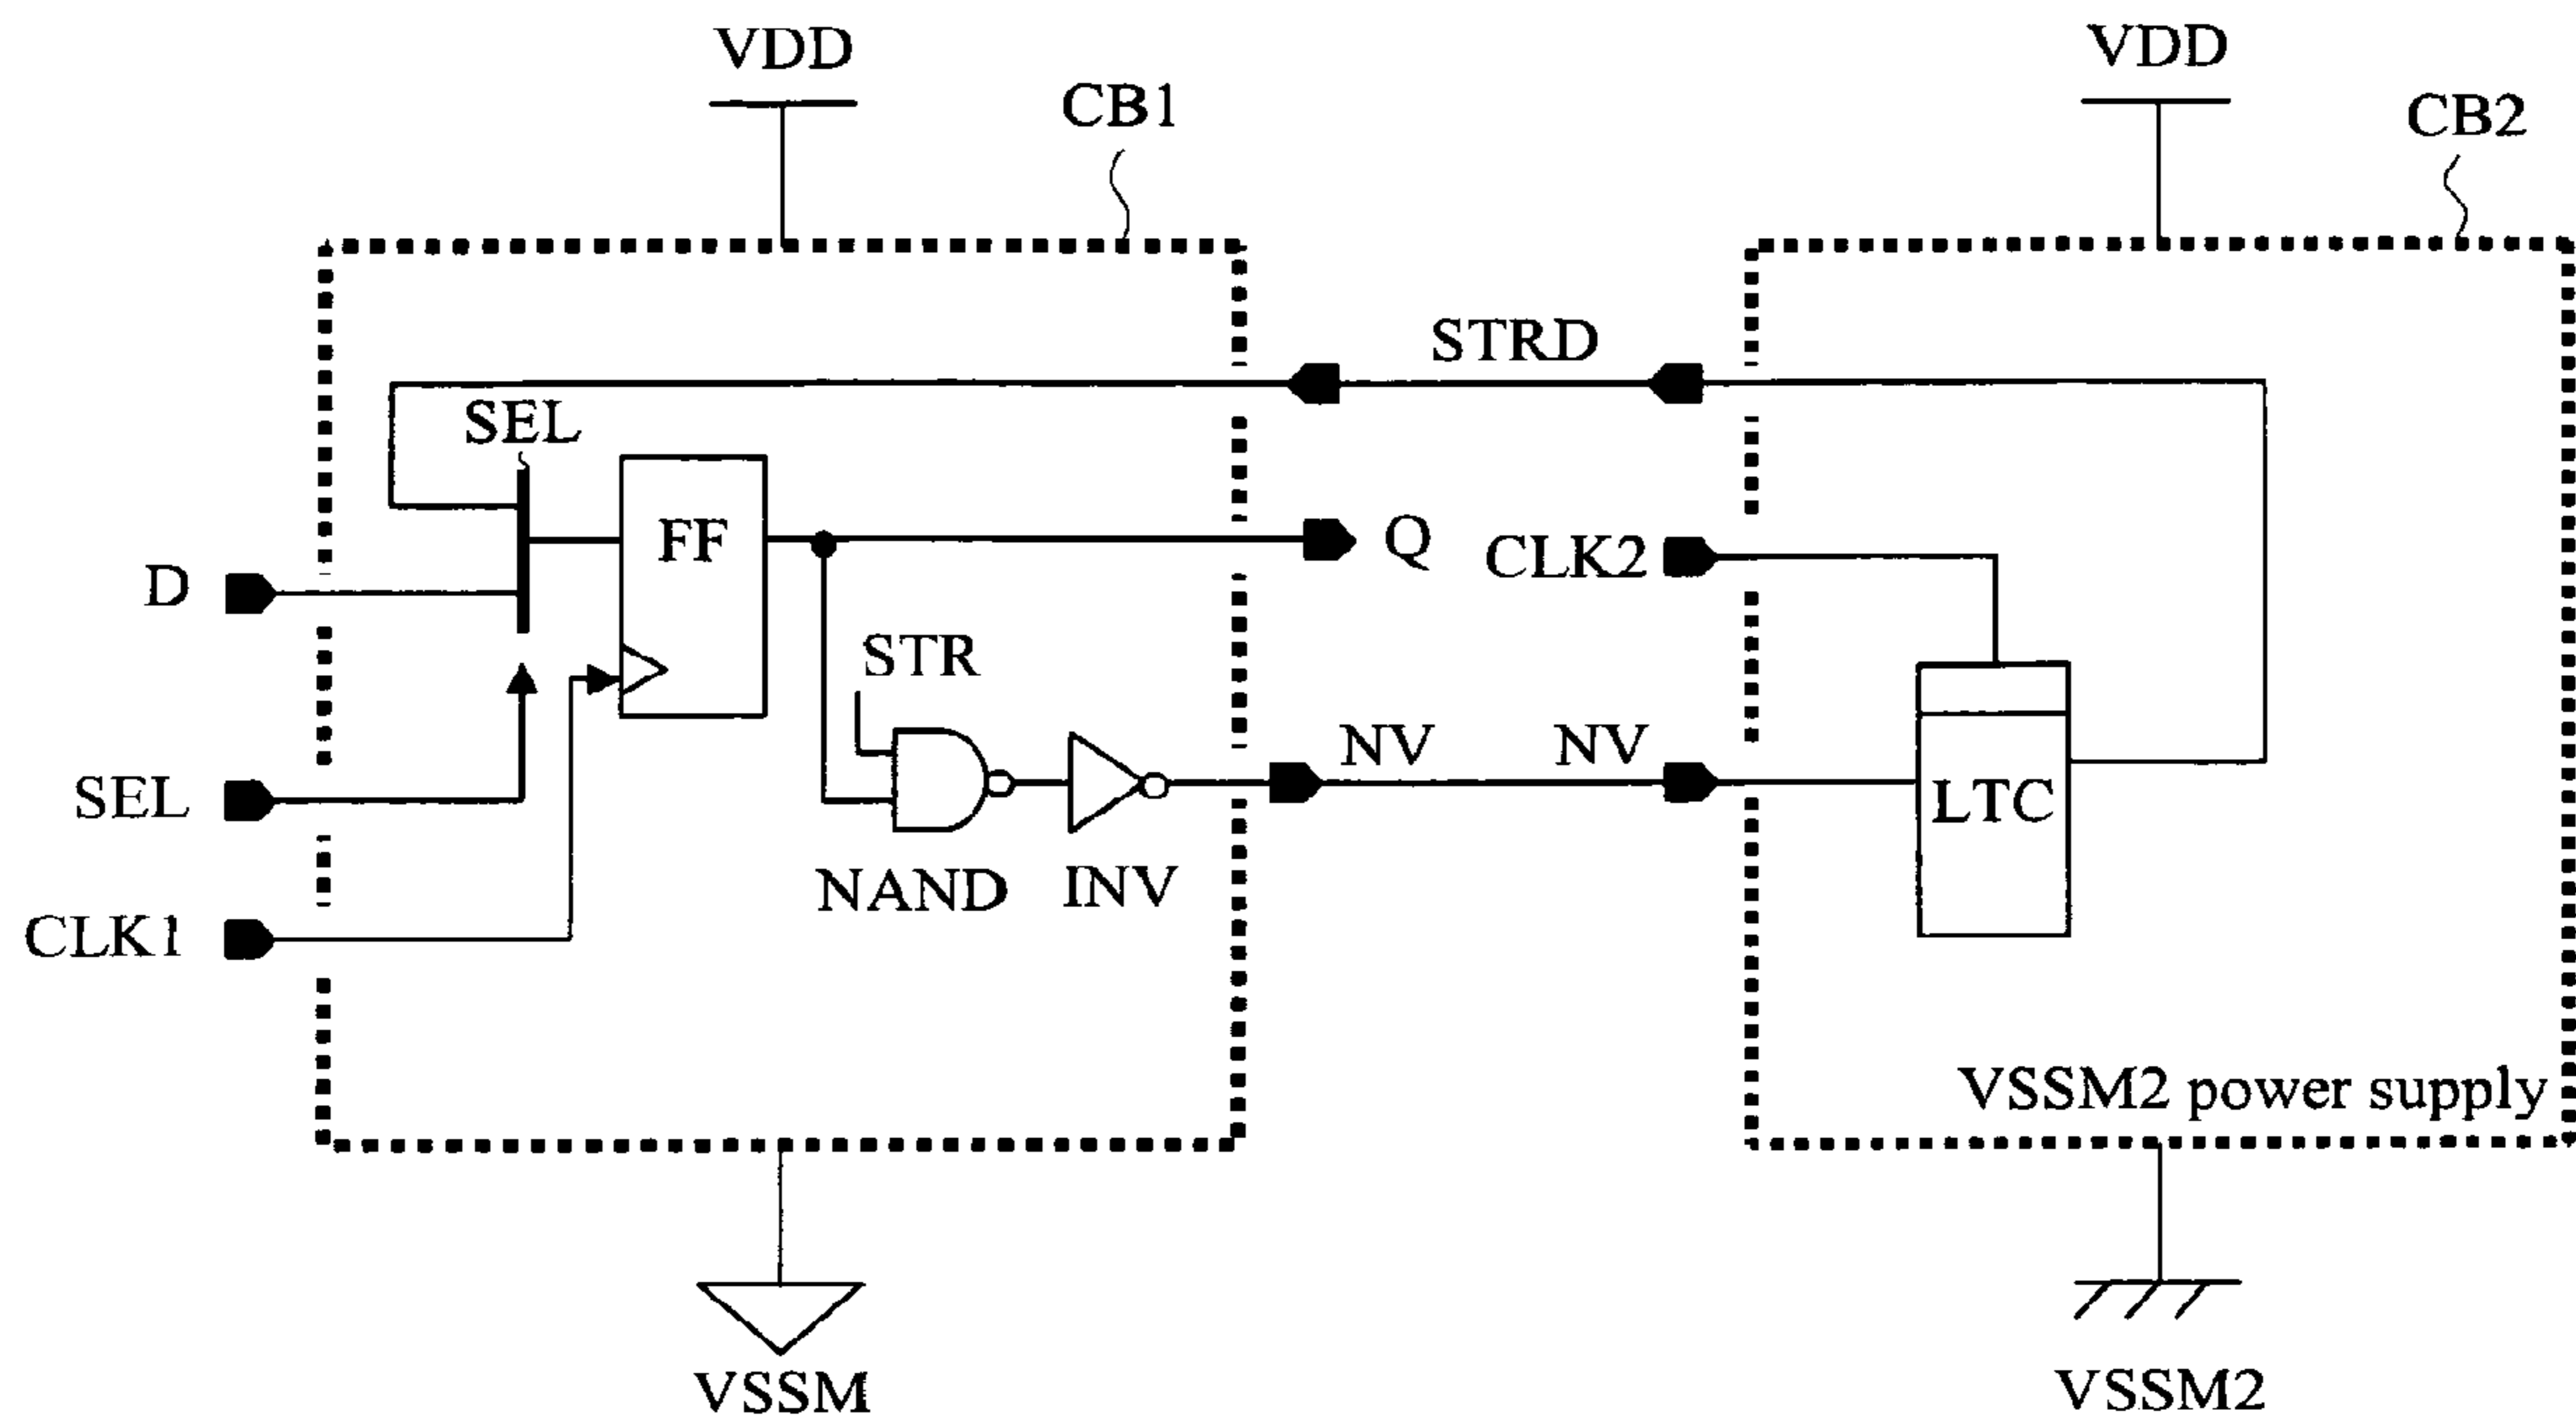 VDD
VDD
CB1
CB2
STRD
SEL
FF
Q
CLK2
D
STR
NV
NV
SEL
LTC
NAND
INV
CLK1
VSSM2 power supply
VSSM
VSSM2